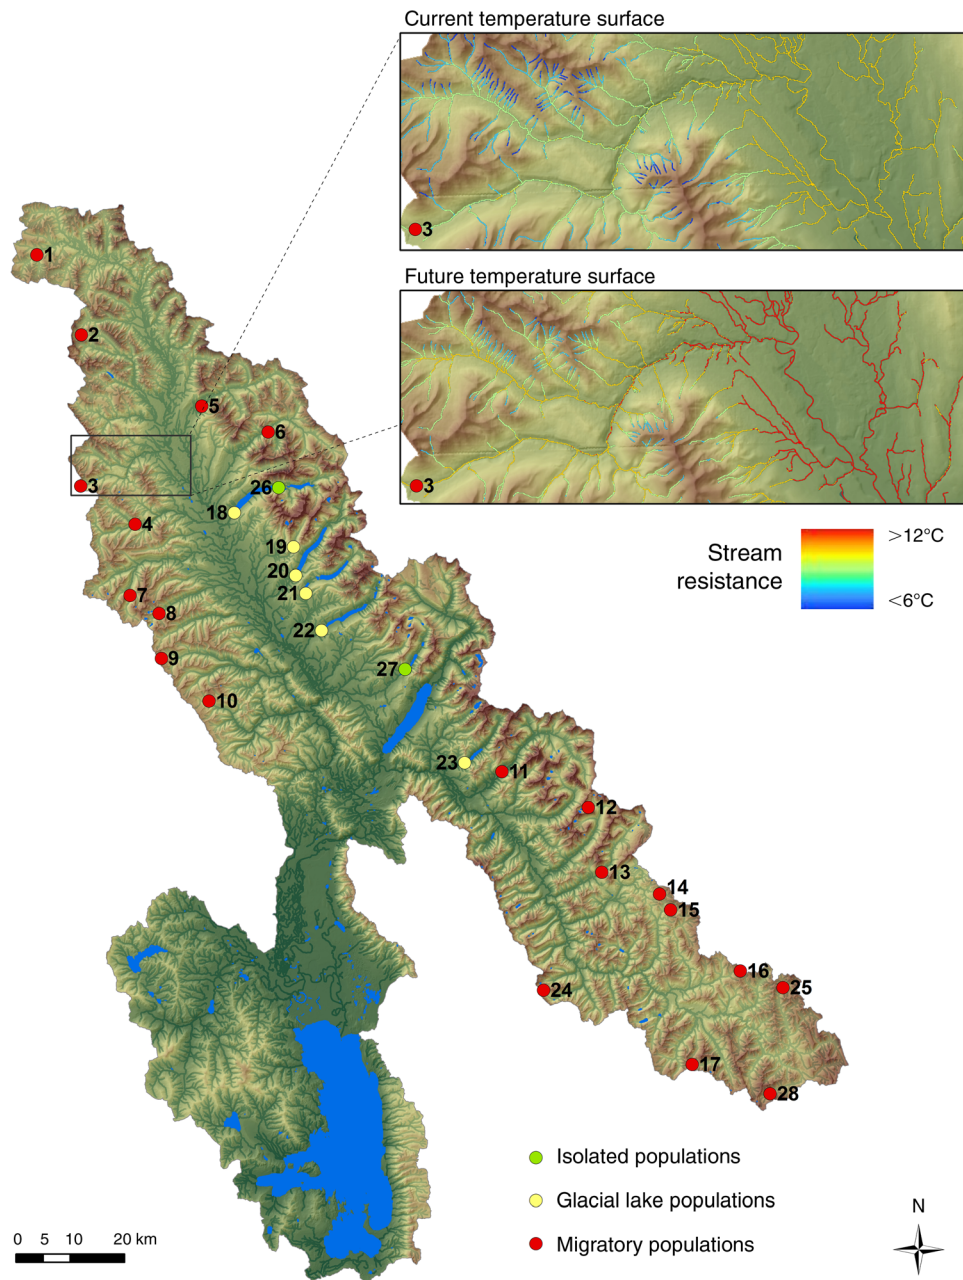 Current temperature surface
3
Future temperature surface
3
Stream
resistance
>12°C
<6°C
1
2
5
6
3
26
18
4
19
20
21
7
8
22
9
27
10
23
11
12
13
14
15
16
25
24
17
28
Isolated populations
Glacial lake populations
Migratory populations
0 5 10 20 km
N